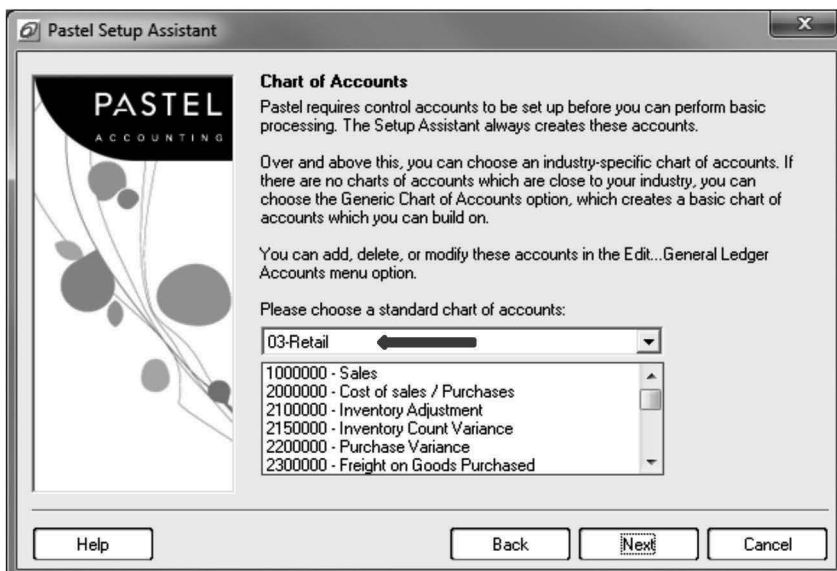 Pastel Setup Assistant
X
PASTEL
ACCOUNTING
Chart of Accounts
Pastel requires control accounts to be set up before you can perform basic
processing. The Setup Assistant always creates these accounts.
Over and above this, you can choose an industry-specific chart of accounts. If
there are no charts of accounts which are close to your industry, you can
choose the Generic Chart of Accounts option, which creates a basic chart of
accounts which you can build on.
You can add, delete, or modify these accounts in the Edit...General Ledger
Accounts menu option.
Please choose a standard chart of accounts:
03-Retail
1000000 - Sales
2000000 - Cost of sales / Purchases
2100000 - Inventory Adjustment
2150000 - Inventory Count Variance
2200000 - Purchase Variance
2300000 - Freight on Goods Purchased
Help
Back
Next
Cancel